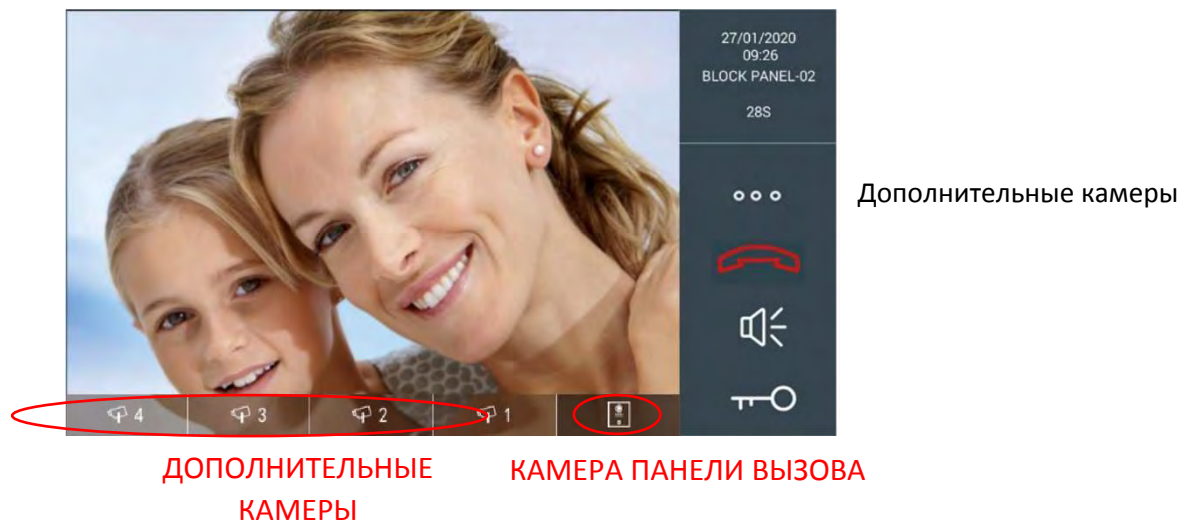 27/01/2020
09:26
BLOCK PANEL-02
28S
Дополнительные камеры
4 3 2 1
ДОПОЛНИТЕЛЬНЫЕ
КАМЕРЫ
КАМЕРА ПАНЕЛИ ВЫЗОВА